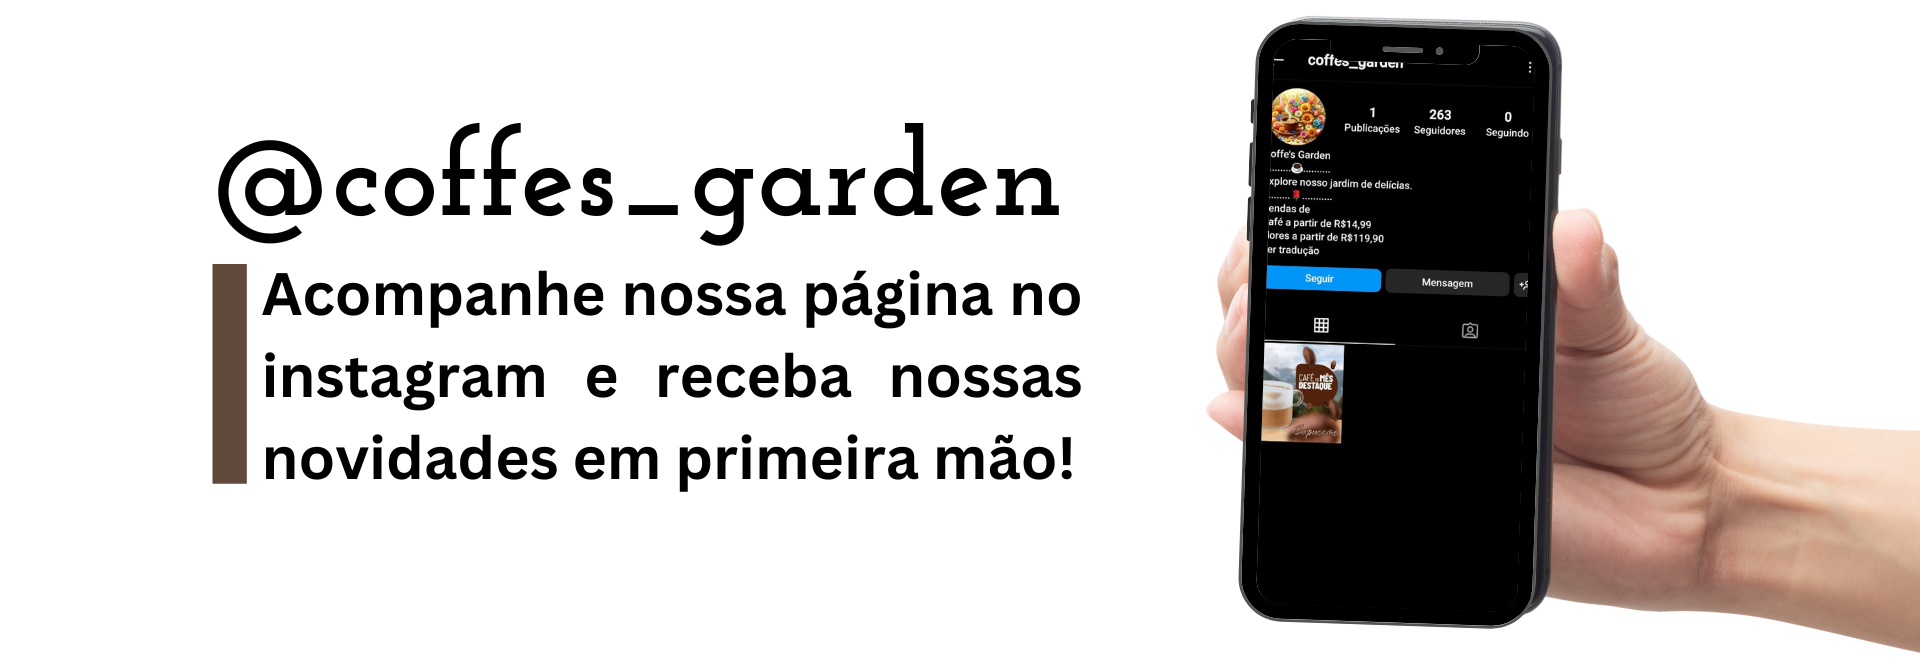 @coffes_garden
Acompanhe nossa página no
instagram e receba nossas
novidades em primeira mão!
coffes_garden
1 263 0
Publicações Seguidores Seguindo
offe's Garden
xplore nosso jardim de delícias.
endas de
afé a partir de R$14,99
lores a partir de R$119,90
er tradução
Seguir Mensagem
CAFÉ DO MÊS
DESTAQUE
Capuccino